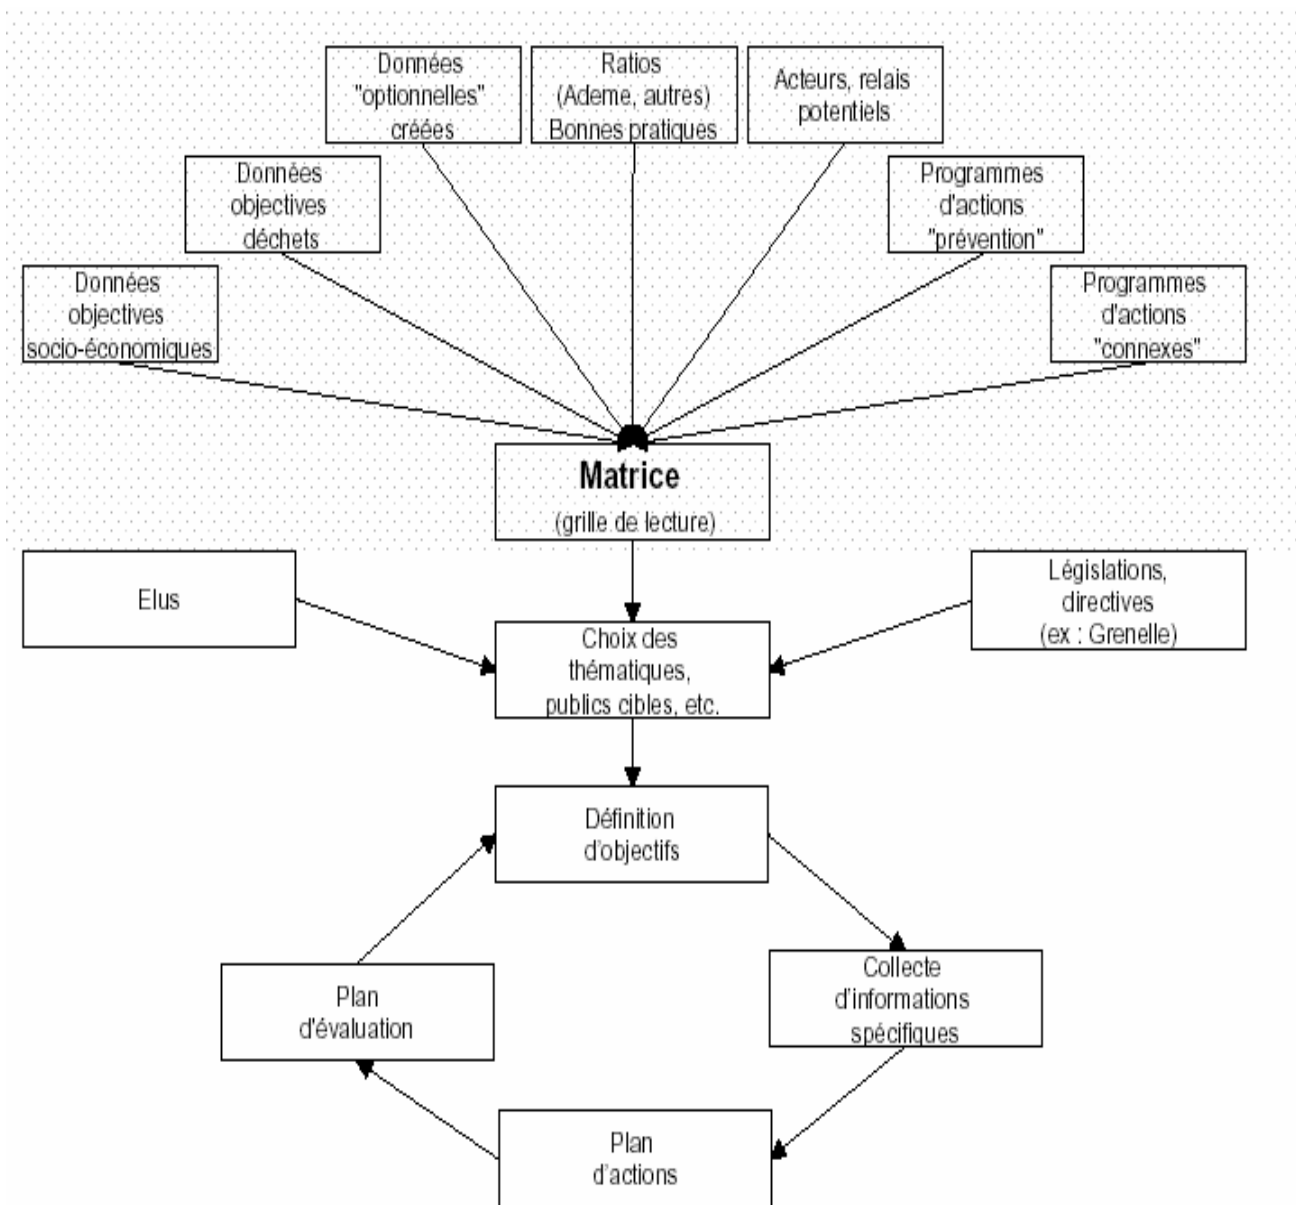 Données
"optionnelles"
créées
Ratios
(Ademe, autres)
Bonnes pratiques
Acteurs, relais
potentiels
Données
objectives
déchets
Programmes
d'actions
"prévention"
Données
objectives
socio-économiques
Programmes
d'actions
"connexes"
Matrice
(grille de lecture)
Elus
Législations,
directives
(ex : Grenelle)
Choix des
thématiques,
publics cibles, etc.
Définition
d'objectifs
Plan
d'évaluation
Collecte
d'informations
spécifiques
Plan
d'actions